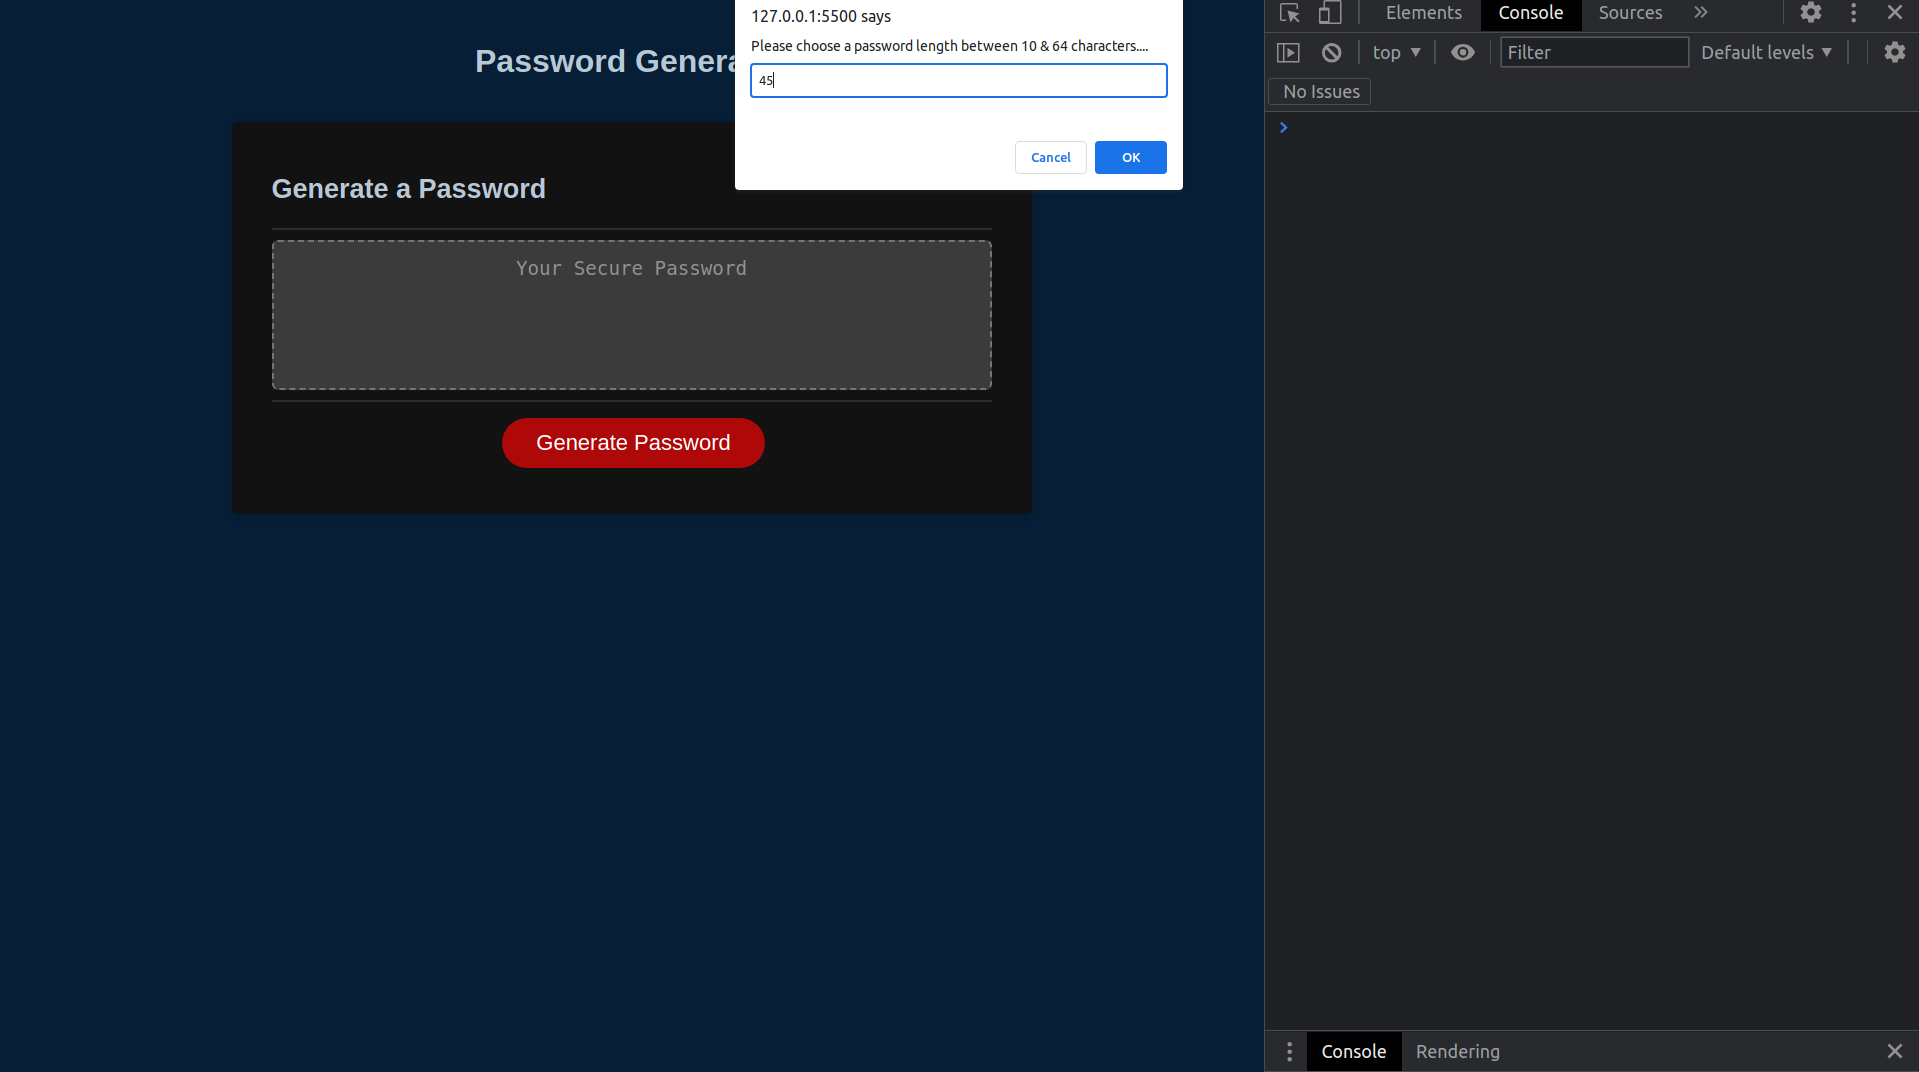 127.0.0.1:5500 says
Please choose a password length between 10 & 64 characters....
45
Cancel OK
Password Genera
Generate a Password
Your Secure Password
Generate Password
Elements Console Sources
top Filter Default levels
No Issues
Console Rendering